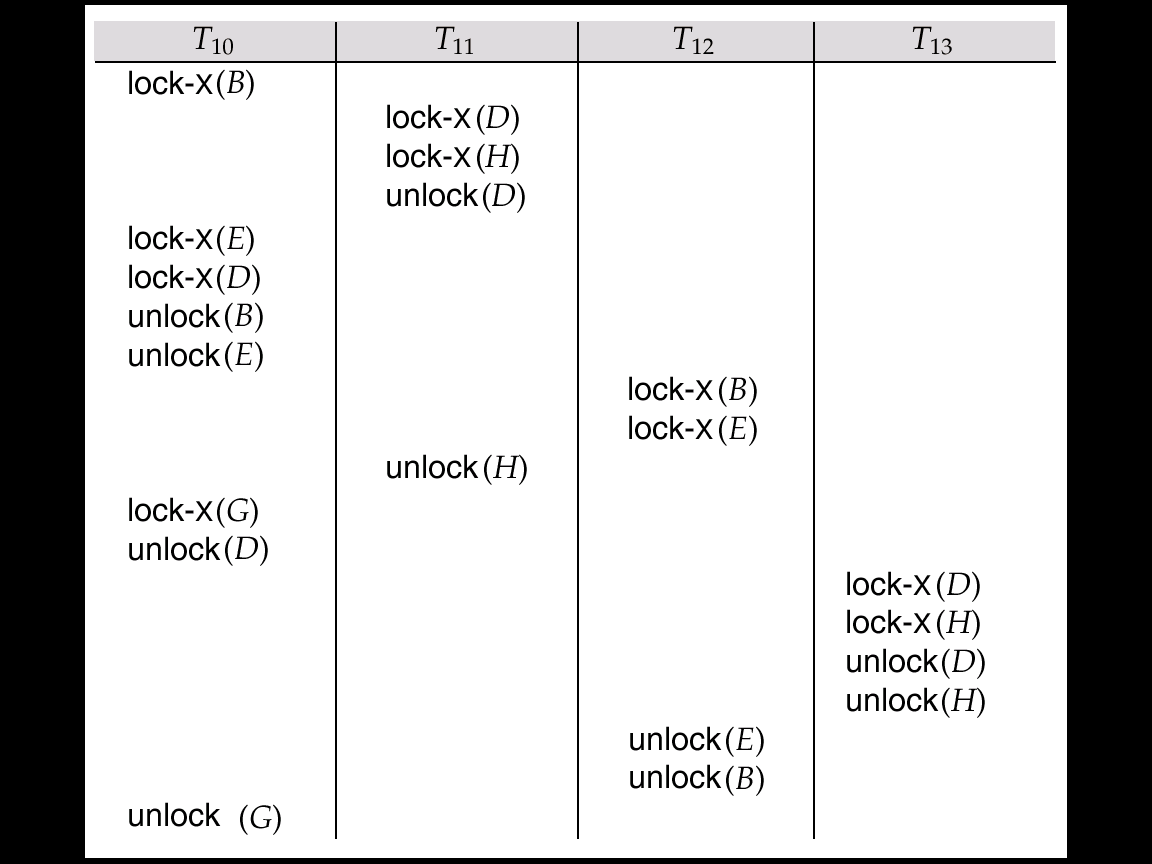 T10 T11 T12 T13
lock-X(B)
lock-X(D)
lock-X(H)
unlock(D)
lock-X(E)
lock-X(D)
unlock(B)
unlock(E)
lock-X(B)
lock-X(E)
unlock(H)
lock-X(G)
unlock(D)
lock-X(D)
lock-X(H)
unlock(D)
unlock(H)
unlock(E)
unlock(B)
unlock (G)